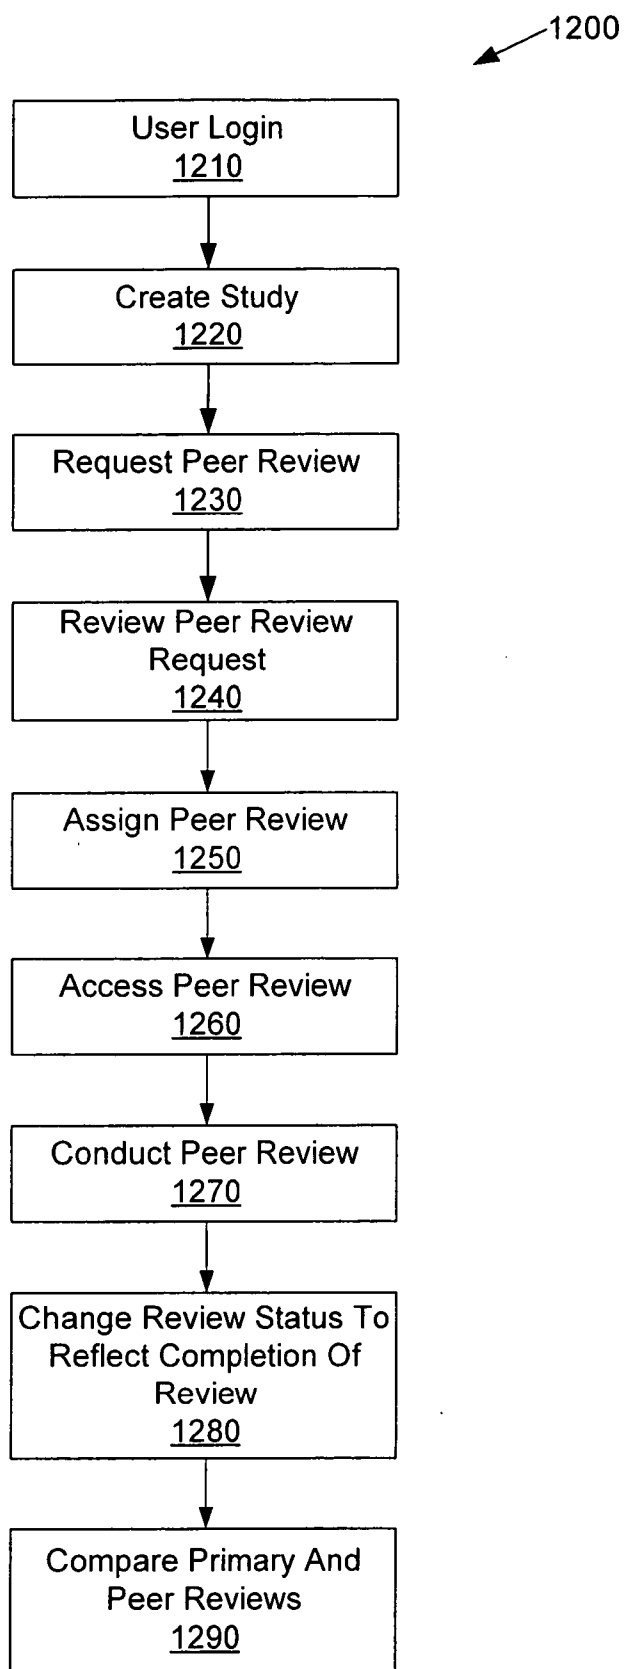 1200
User Login
1210
Create Study
1220
Request Peer Review
1230
Review Peer Review
Request
1240
Assign Peer Review
1250
Access Peer Review
1260
Conduct Peer Review
1270
Change Review Status To
Reflect Completion Of
Review
1280
Compare Primary And
Peer Reviews
1290